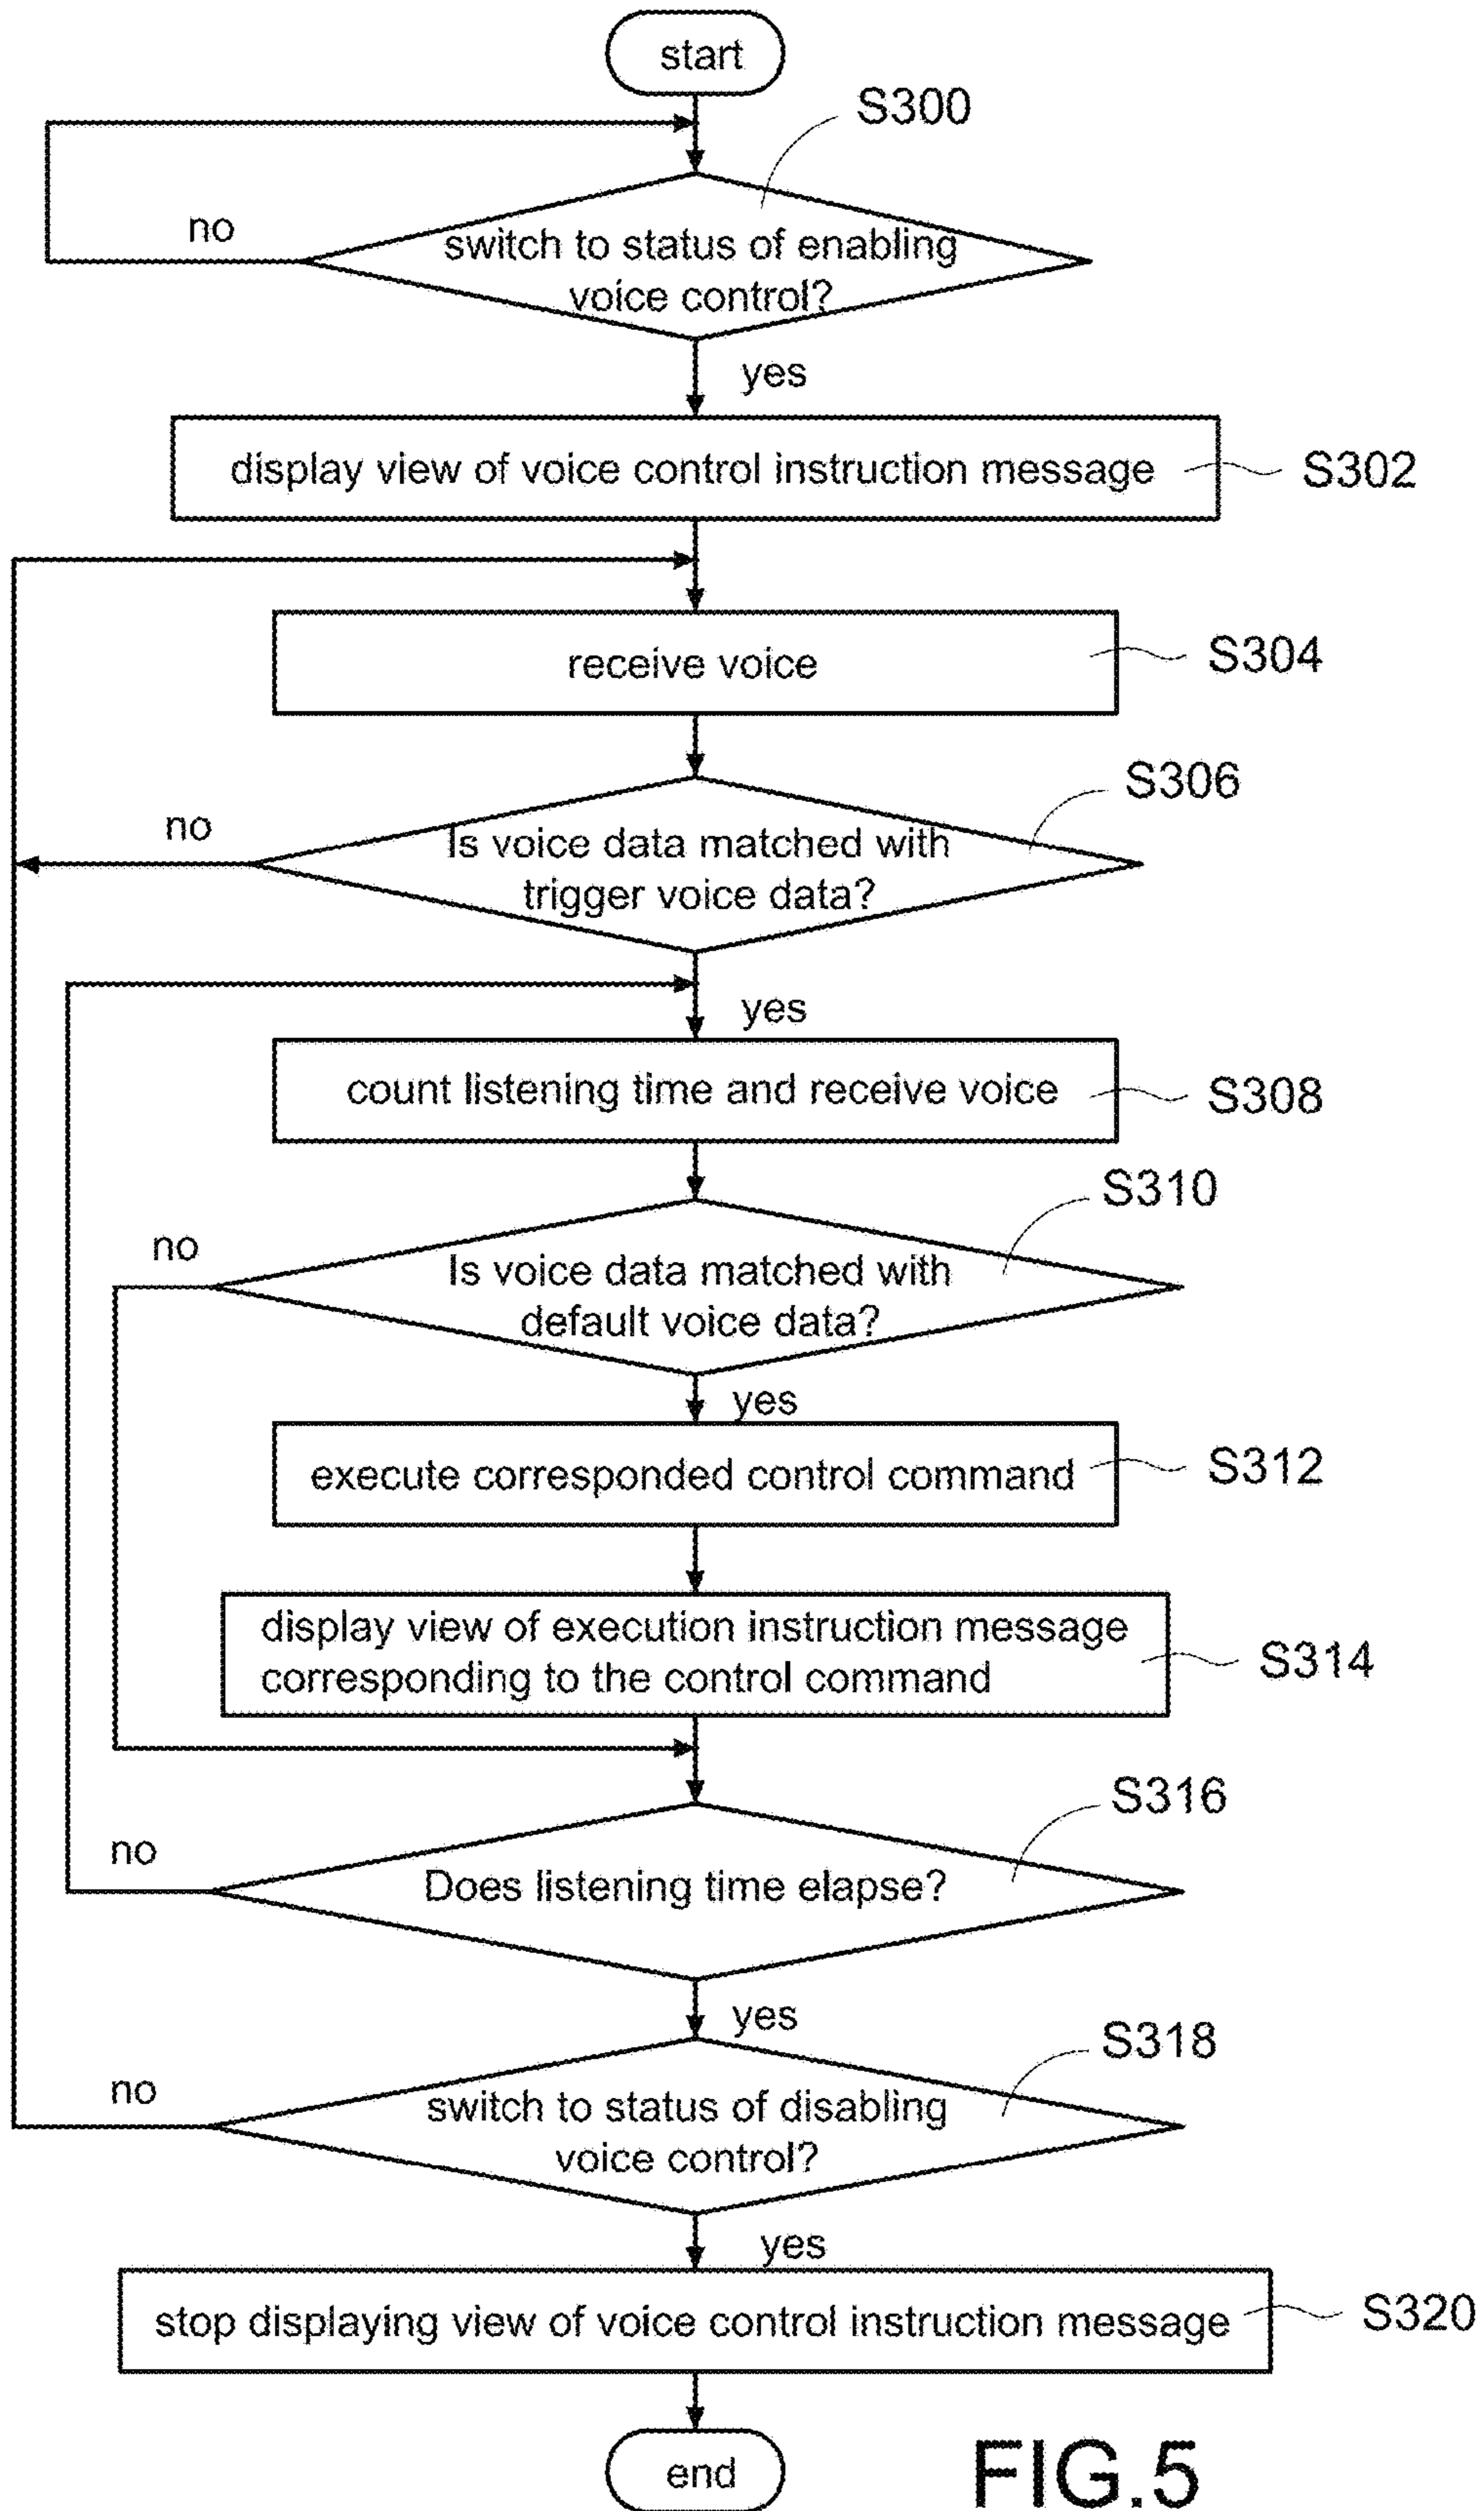 start
S300
no
switch to status of enabling
voice control?
yes
display view of voice control instruction message
S302
receive voice
S304
S306
no
Is voice data matched with
trigger voice data?
yes
count listening time and receive voice
S308
S310
no
Is voice data matched with
default voice data?
yes
execute corresponded control command
S312
display view of execution instruction message
corresponding to the control command
S314
S316
no
Does listening time elapse?
yes
S318
no
switch to status of disabling
voice control?
yes
stop displaying view of voice control instruction message
S320
end
FIG.5